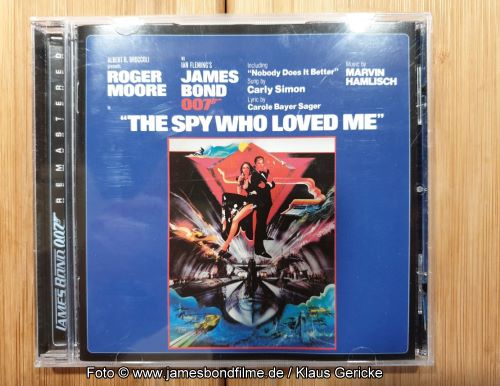 ALBERT R. BROCCOLI
presents
ROGER
MOORE
as
IAN FLEMING'S
JAMES
BOND
007
in
Including
"Nobody Does It Better"
Sung by
Carly Simon
Lyric by
Carole Bayer Sager
Music by
MARVIN
HAMLISCH
"THE SPY WHO LOVED ME"
JAMES BOND 007 REMASTERED
Foto © www.jamesbondfilme.de / Klaus Gericke